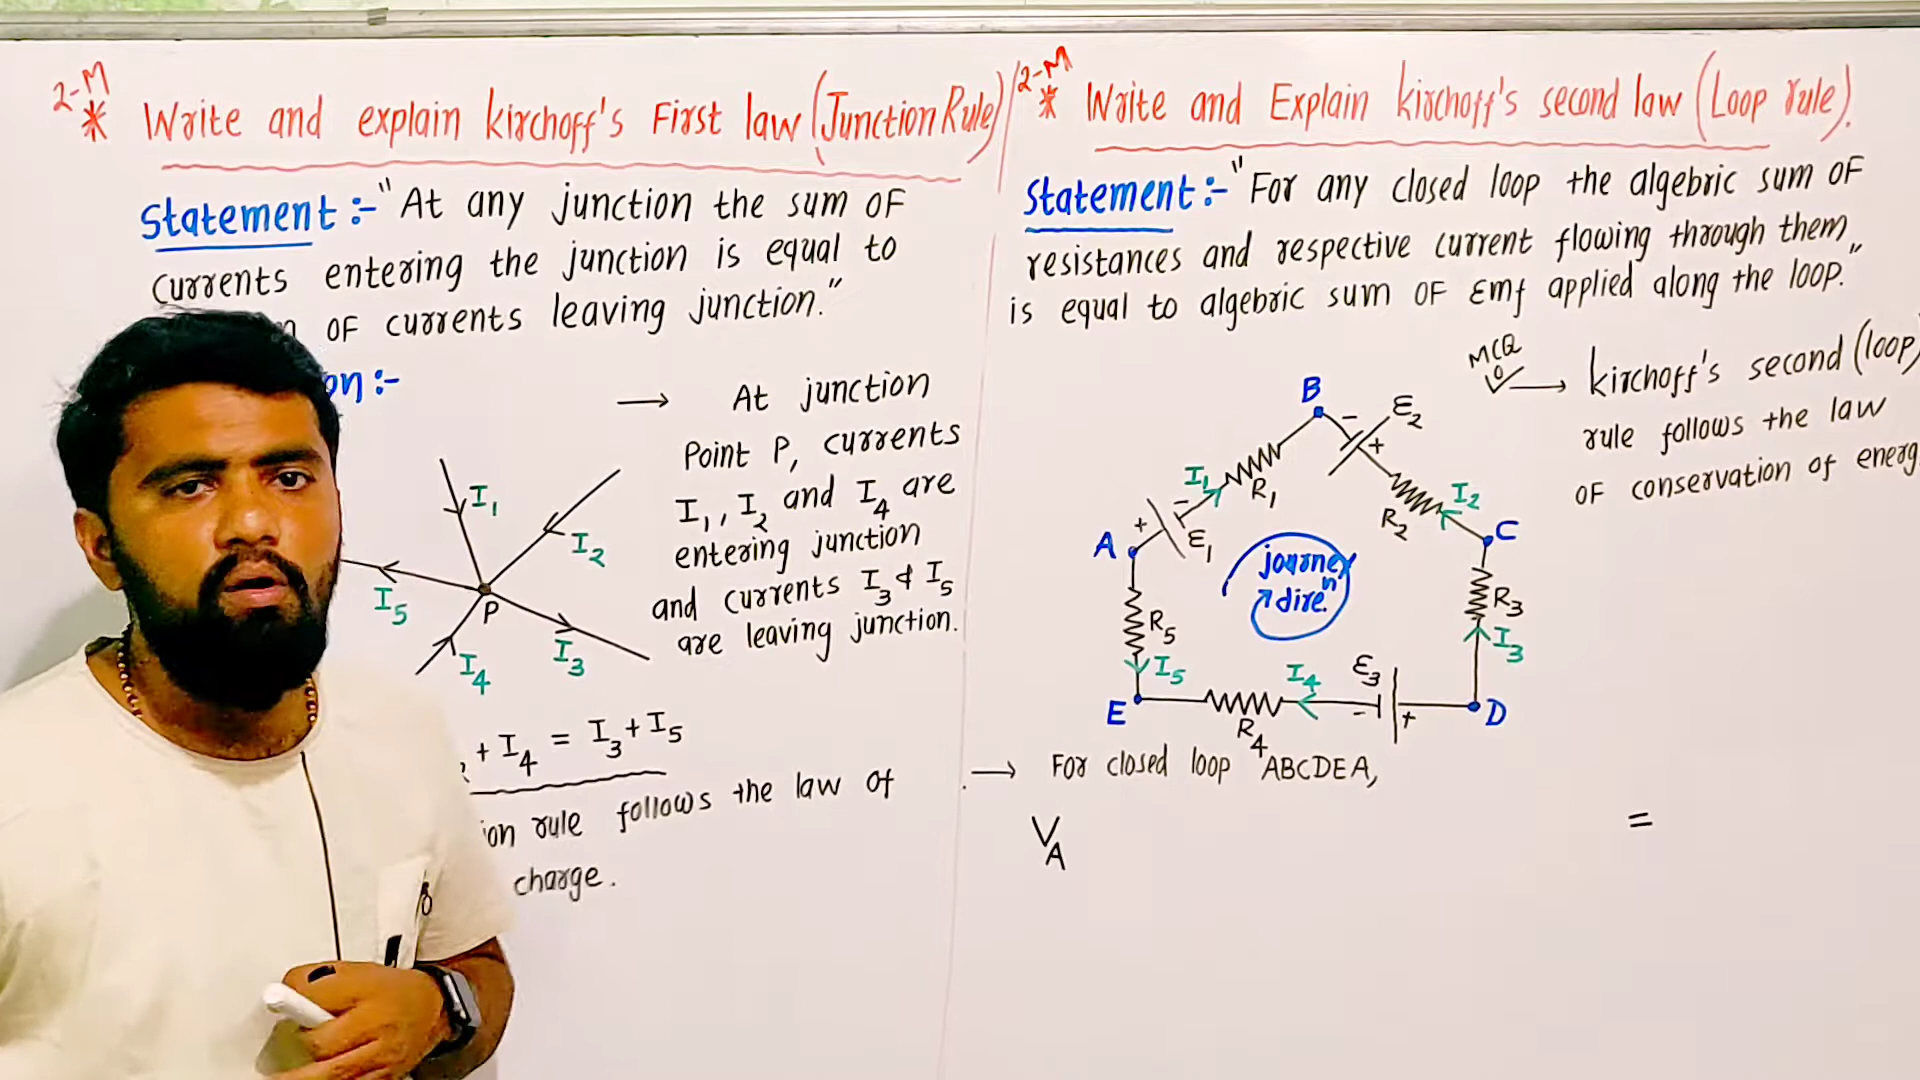 2-M
* Write and explain kirchoff's First law (Junction Rule)
Statement :- "At any junction the sum of
currents entering the junction is equal to
of currents leaving junction."
on :-
→ At junction
Point P, currents
I₁, I₂ and I₄ are
entering junction
and currents I₃ & I₅
are leaving junction.
I₁
I₂
I₅
P
I₄
I₃
+ I₄ = I₃ + I₅
ion rule follows the law of
charge.
2-M
* Write and Explain kirchoff's second law (Loop rule).
Statement :- "For any closed loop the algebric sum of
resistances and respective current flowing through them
is equal to algebric sum of Emf applied along the loop."
MCQ
→ kirchoff's second (loop)
rule follows the law
of conservation of energ
B
- ε₂
+
I₁
R₁
R₂
I₂
C
A
+ -
ε₁
journey
direⁿ.
R₃
I₃
R₅
I₅
E
R₄
I₄
ε₃
- +
D
→ For closed loop ABCDEA,
V_A =